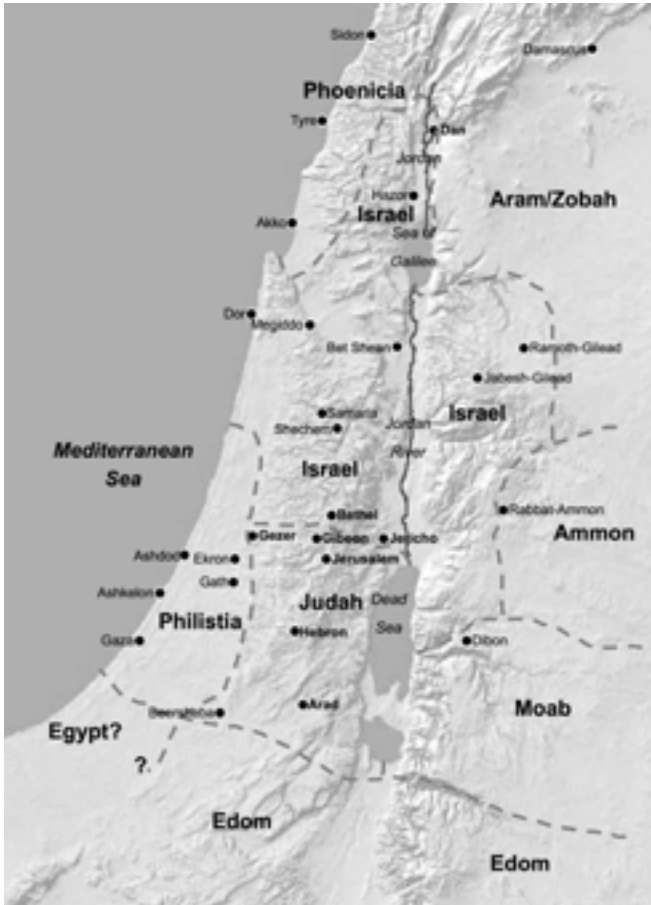 Sidon
Damascus
Phoenicia
Tyre
Dan
Jordan
Hazor
Israel
Aram/Zobah
Akko
Sea of
Galilee
Dor
Megiddo
Bet Shean
Ramoth-Gilead
Jabesh-Gilead
Samaria
Israel
Shechem
Jordan
River
Mediterranean
Sea
Israel
Bethel
Rabbat-Ammon
Gezer
Gibeon
Jericho
Ammon
Ashdod
Ekron
Jerusalem
Gath
Ashkelon
Judah
Dead
Sea
Philistia
Hebron
Gaza
Dibon
Beersheba
Arad
Moab
Egypt?
?
Edom
Edom